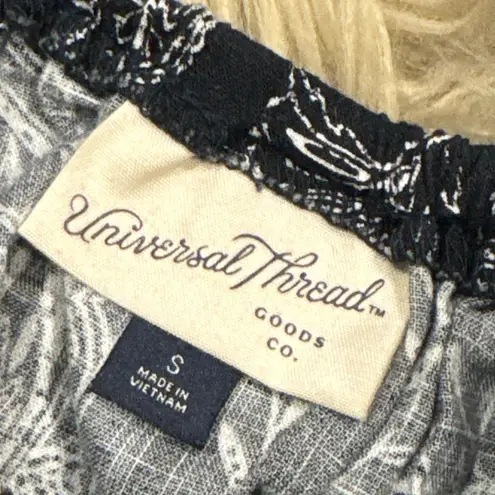 Universal Thread™
GOODS
CO.
S
MADE IN
VIETNAM